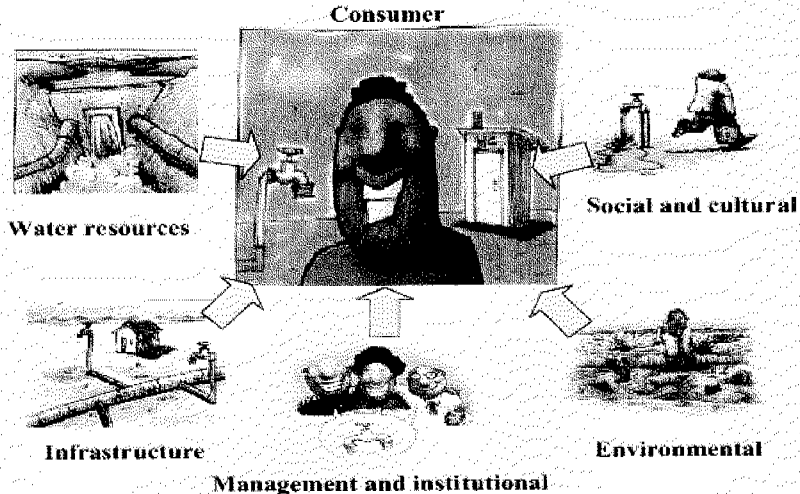 Consumer
Water resources
Social and cultural
Infrastructure
Environmental
Management and institutional